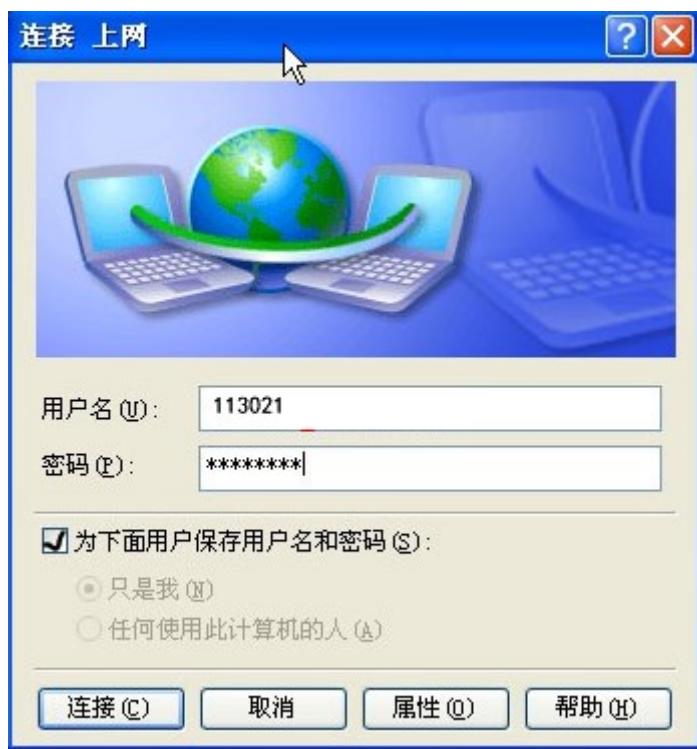 连接 上网
用户名(U): 113021
密码(P): ********
为下面用户保存用户名和密码(S):
只是我(N)
任何使用此计算机的人(A)
连接(C) 取消 属性(O) 帮助(H)